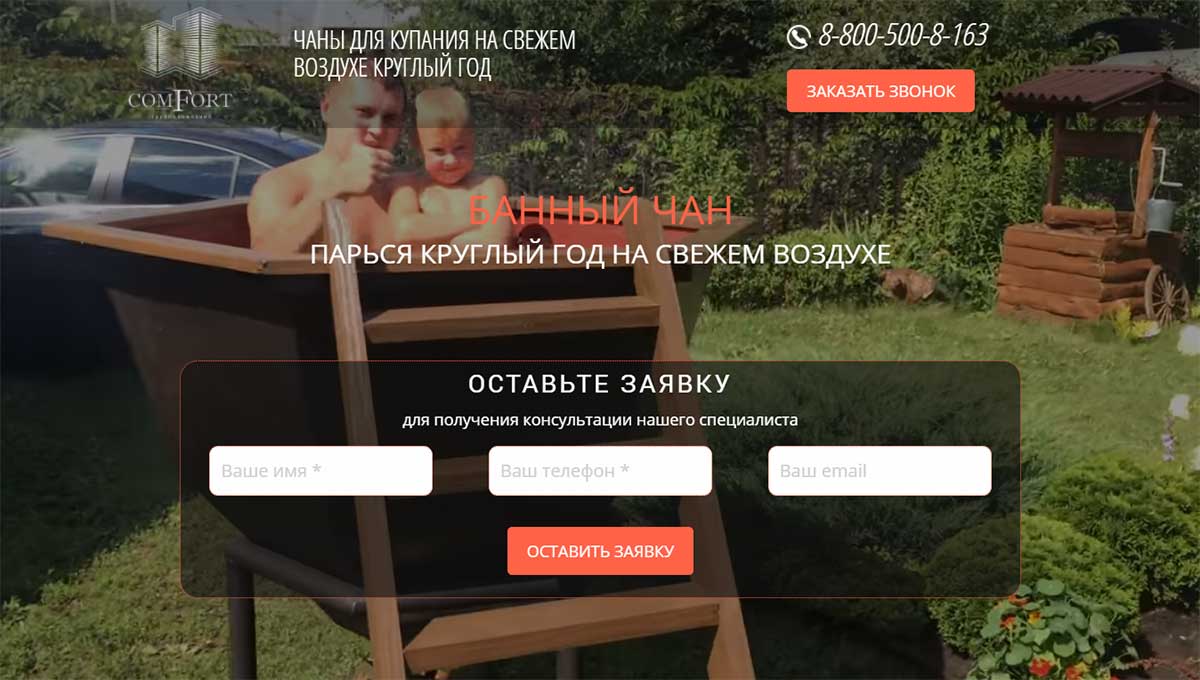 COMFORT
ЧАНЫ ДЛЯ КУПАНИЯ НА СВЕЖЕМ
ВОЗДУХЕ КРУГЛЫЙ ГОД
8-800-500-8-163
ЗАКАЗАТЬ ЗВОНОК
БАННЫЙ ЧАН
ПАРЬСЯ КРУГЛЫЙ ГОД НА СВЕЖЕМ ВОЗДУХЕ
ОСТАВЬТЕ ЗАЯВКУ
для получения консультации нашего специалиста
Ваше имя *
Ваш телефон *
Ваш email
ОСТАВИТЬ ЗАЯВКУ